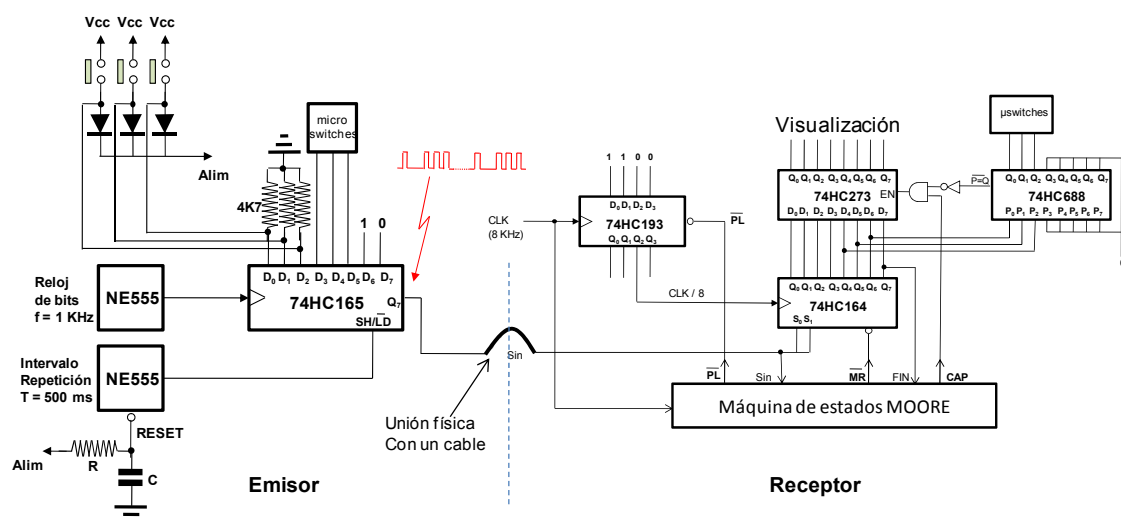 Vcc Vcc Vcc
Alim
micro
switches
4K7
1 0
D0 D1 D2 D3 D4 D5 D6 D7
74HC165
Q7
SH/LD
Reloj
de bits
f = 1 KHz
NE555
Intervalo
Repetición
T = 500 ms
NE555
RESET
Alim
R
C
Emisor
Unión física
Con un cable
Sin
CLK
(8 KHz)
1 1 0 0
D0 D1 D2 D3
74HC193
Q0 Q1 Q2 Q3
PL
CLK / 8
Visualización
Q0 Q1 Q2 Q3 Q4 Q5 Q6 Q7
74HC273
EN
D0 D1 D2 D3 D4 D5 D6 D7
P=Q
µswitches
Q0 Q1 Q2 Q3 Q4 Q5 Q6 Q7
74HC688
P0 P1 P2 P3 P4 P5 P6 P7
Q0 Q1 Q2 Q3 Q4 Q5 Q6 Q7
74HC164
S0 S1
PL
Sin
MR
FIN
CAP
Máquina de estados MOORE
Receptor